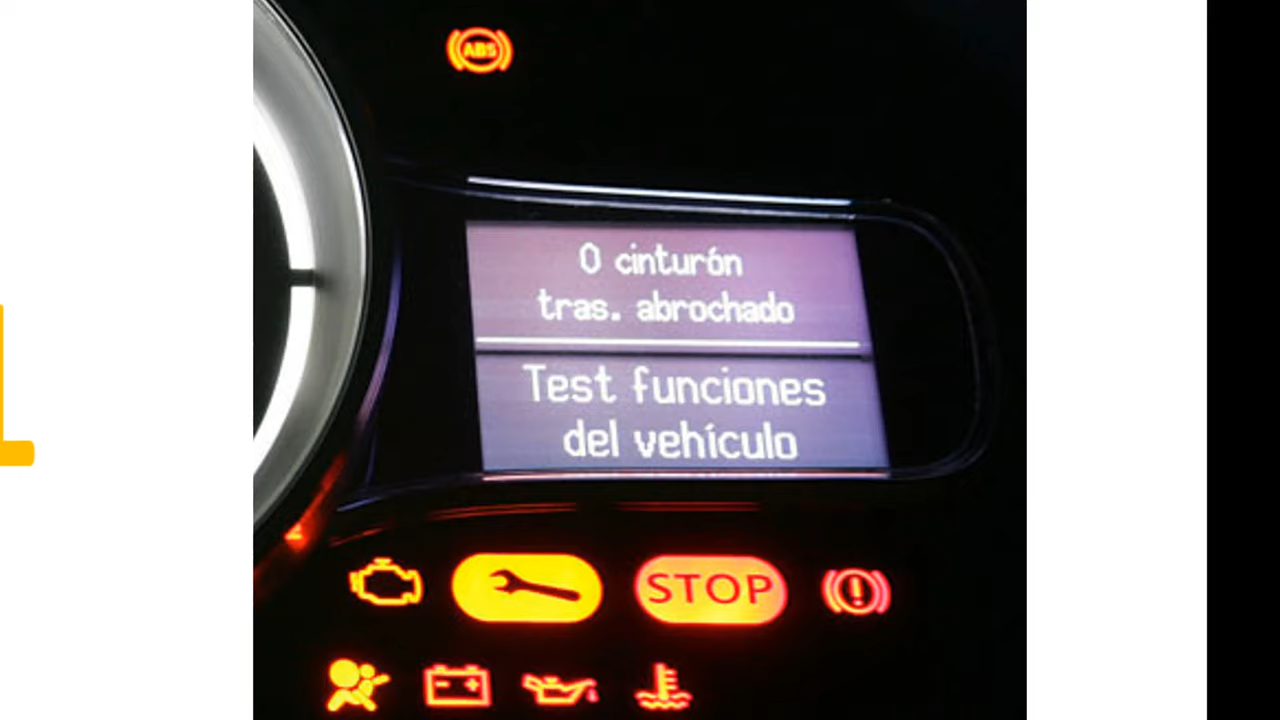 ABS
0 cinturón
tras. abrochado
Test funciones
del vehículo
STOP